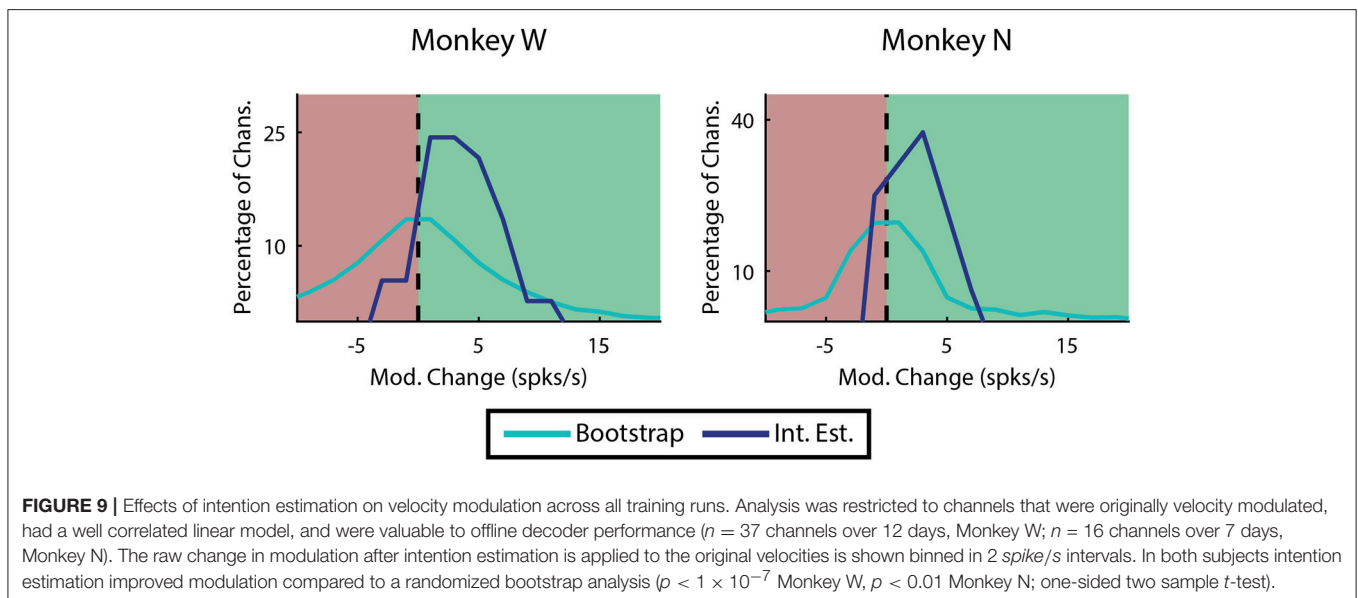 Monkey W
Monkey N
Percentage of Chans.
25
10
-5
5
15
Mod. Change (spks/s)
Percentage of Chans.
40
10
-5
5
15
Mod. Change (spks/s)
Bootstrap
Int. Est.
FIGURE 9 | Effects of intention estimation on velocity modulation across all training runs. Analysis was restricted to channels that were originally velocity modulated,
had a well correlated linear model, and were valuable to offline decoder performance (n = 37 channels over 12 days, Monkey W; n = 16 channels over 7 days,
Monkey N). The raw change in modulation after intention estimation is applied to the original velocities is shown binned in 2 spike/s intervals. In both subjects intention
estimation improved modulation compared to a randomized bootstrap analysis (p < 1 × 10⁻⁷ Monkey W, p < 0.01 Monkey N; one-sided two sample t-test).